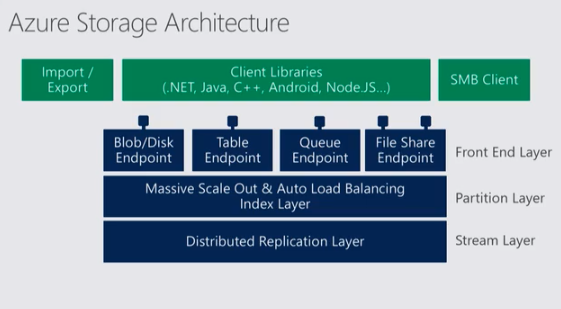 Azure Storage Architecture
Import /
Export
Client Libraries
(.NET, Java, C++, Android, Node.JS...)
SMB Client
Blob/Disk
Endpoint
Table
Endpoint
Queue
Endpoint
File Share
Endpoint
Front End Layer
Massive Scale Out & Auto Load Balancing
Index Layer
Partition Layer
Distributed Replication Layer
Stream Layer